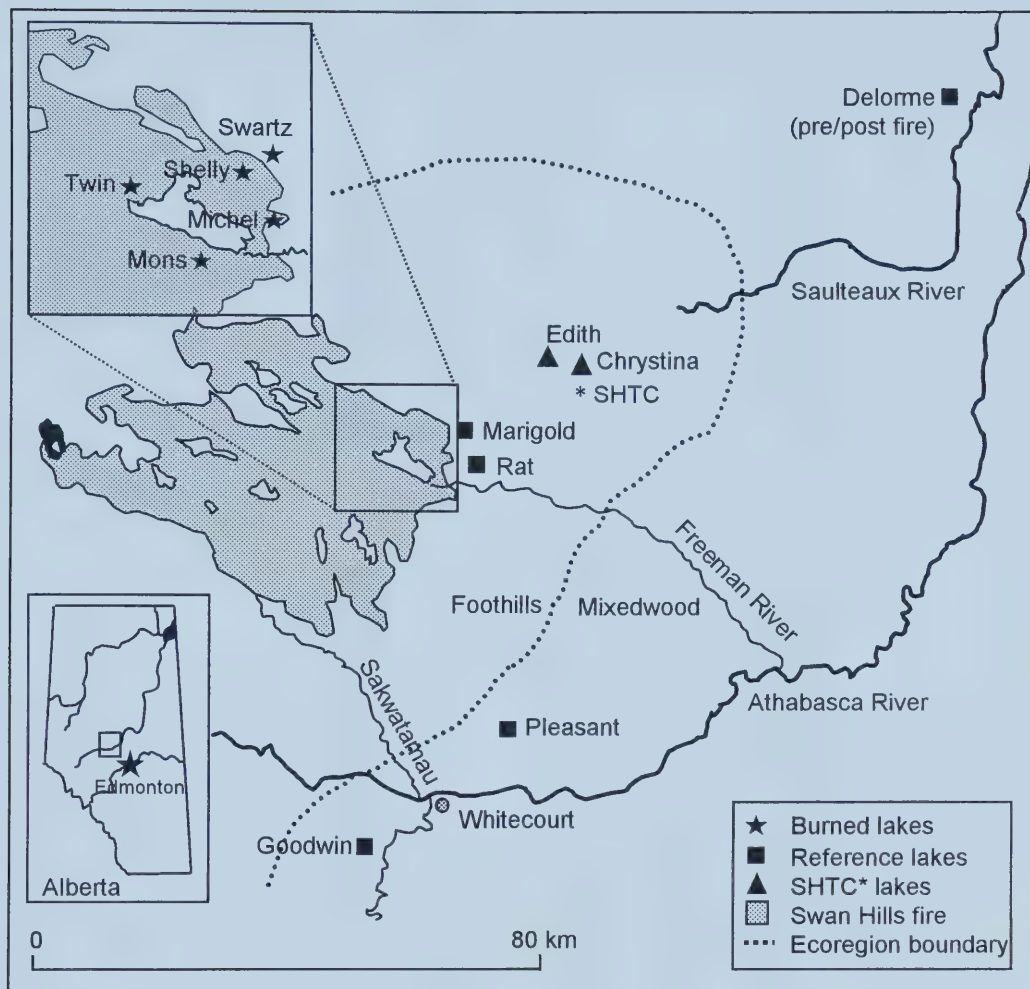 Swartz
Shelly
Twin
Michel
Mons
Delorme
(pre/post fire)
Saulteaux River
Edith
Chrystina
* SHTC
Marigold
Rat
Freeman River
Foothills
Mixedwood
Sakwatamau
Athabasca River
Pleasant
Whitecourt
Goodwin
Edmonton
Alberta
0
80 km
Burned lakes
Reference lakes
SHTC* lakes
Swan Hills fire
Ecoregion boundary